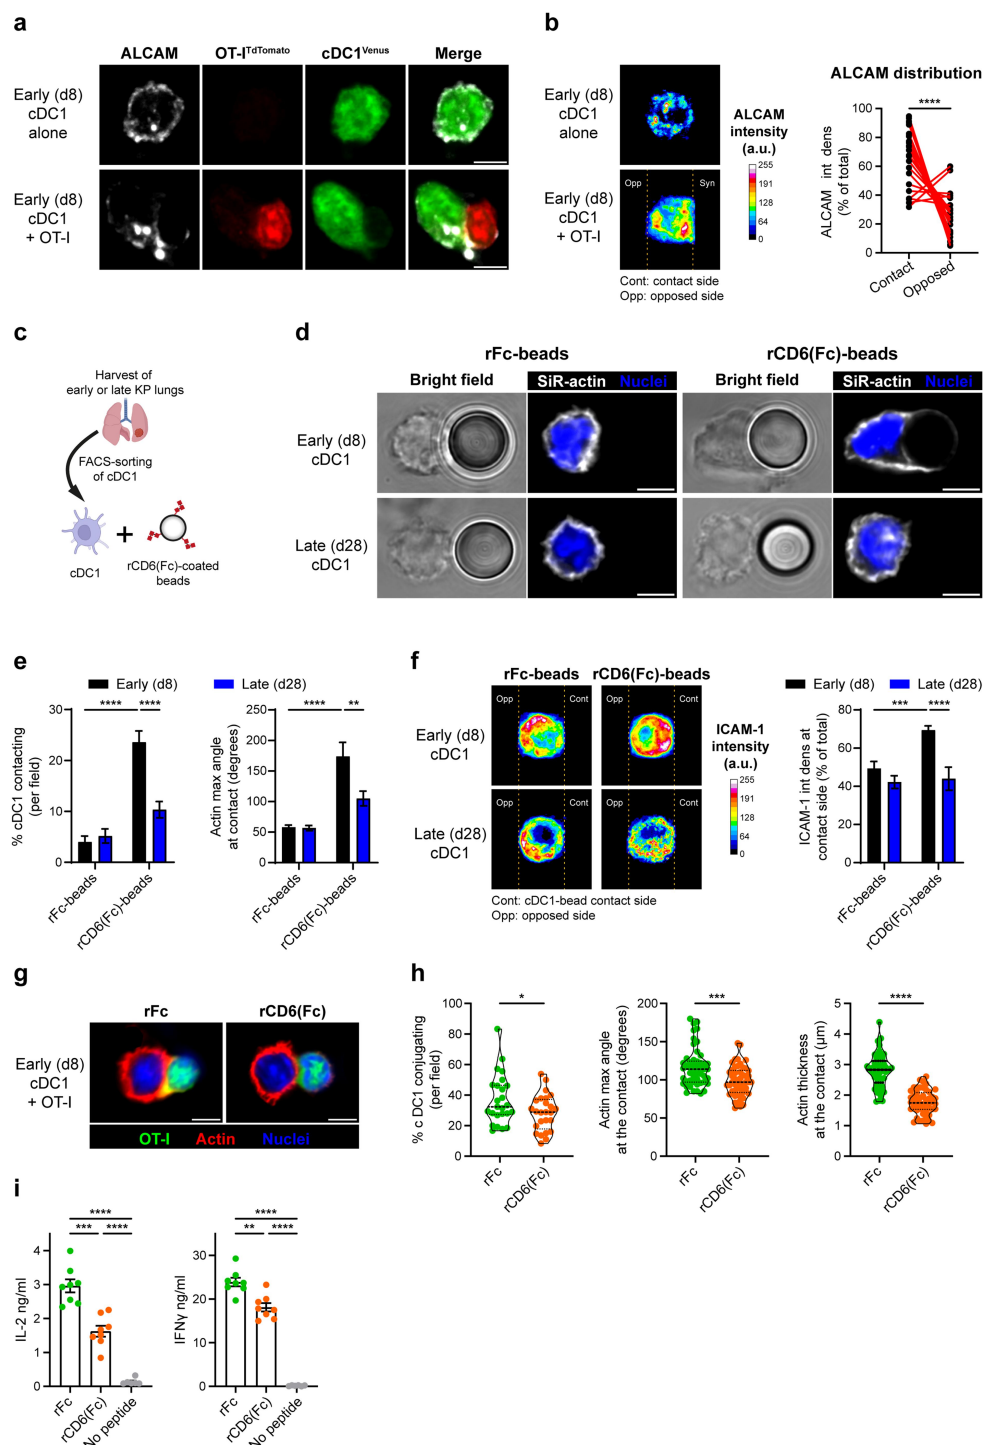 a
ALCAM OT-I^TdTomato cDC1^Venus Merge
Early (d8)
cDC1
alone
Early (d8)
cDC1
+ OT-I
b
Early (d8)
cDC1
alone
Early (d8)
cDC1
+ OT-I
Opp Syn
Cont: contact side
Opp: opposed side
ALCAM
intensity
(a.u.)
255
191
128
64
0
ALCAM distribution
****
ALCAM int dens
(% of total)
100
80
60
40
20
0
Contact
Opposed
c
Harvest of
early or late KP lungs
FACS-sorting
of cDC1
+
cDC1
rCD6(Fc)-coated
beads
d
rFc-beads rCD6(Fc)-beads
Bright field SiR-actin Nuclei Bright field SiR-actin Nuclei
Early (d8)
cDC1
Late (d28)
cDC1
e
Early (d8) Late (d28)
% cDC1 contacting
(per field)
30
20
10
0
**** ****
rFc-beads
rCD6(Fc)-beads
Actin max angle
at contact (degrees)
250
200
150
100
50
0
**** **
rFc-beads
rCD6(Fc)-beads
f
rFc-beads rCD6(Fc)-beads
Opp Cont Opp Cont
Early (d8)
cDC1
Opp Cont Opp Cont
Late (d28)
cDC1
Cont: cDC1-bead contact side
Opp: opposed side
ICAM-1
intensity
(a.u.)
255
191
128
64
0
Early (d8) Late (d28)
ICAM-1 int dens at
contact side (% of total)
80
60
40
20
0
*** ****
rFc-beads
rCD6(Fc)-beads
g
rFc rCD6(Fc)
Early (d8)
cDC1
+ OT-I
OT-I Actin Nuclei
h
% c DC1 conjugating
(per field)
100
80
60
40
20
0
*
rFc
rCD6(Fc)
Actin max angle
at the contact (degrees)
200
150
100
50
0
***
rFc
rCD6(Fc)
Actin thickness
at the contact (µm)
5
4
3
2
1
0
****
rFc
rCD6(Fc)
i
IL-2 ng/ml
4
3
2
1
0
****
*** ****
rFc
rCD6(Fc)
No peptide
IFNγ ng/ml
30
20
10
0
****
** ****
rFc
rCD6(Fc)
No peptide